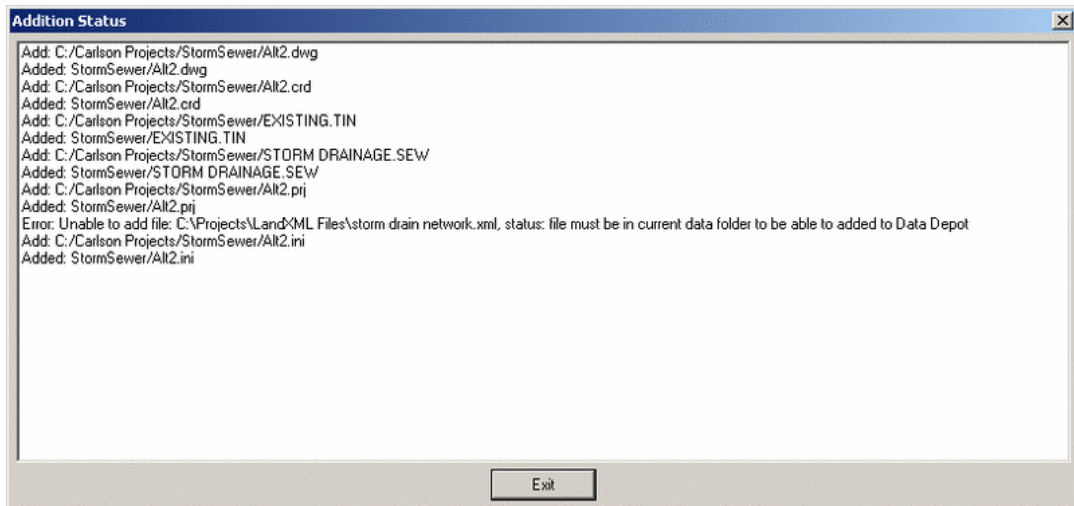 Addition Status
Add: C:/Carlson Projects/StormSewer/Alt2.dwg
Added: StormSewer/Alt2.dwg
Add: C:/Carlson Projects/StormSewer/Alt2.crd
Added: StormSewer/Alt2.crd
Add: C:/Carlson Projects/StormSewer/EXISTING.TIN
Added: StormSewer/EXISTING.TIN
Add: C:/Carlson Projects/StormSewer/STORM DRAINAGE.SEW
Added: StormSewer/STORM DRAINAGE.SEW
Add: C:/Carlson Projects/StormSewer/Alt2.prj
Added: StormSewer/Alt2.prj
Error: Unable to add file: C:\Projects\LandXML Files\storm drain network.xml, status: file must be in current data folder to be able to added to Data Depot
Add: C:/Carlson Projects/StormSewer/Alt2.ini
Added: StormSewer/Alt2.ini
Exit